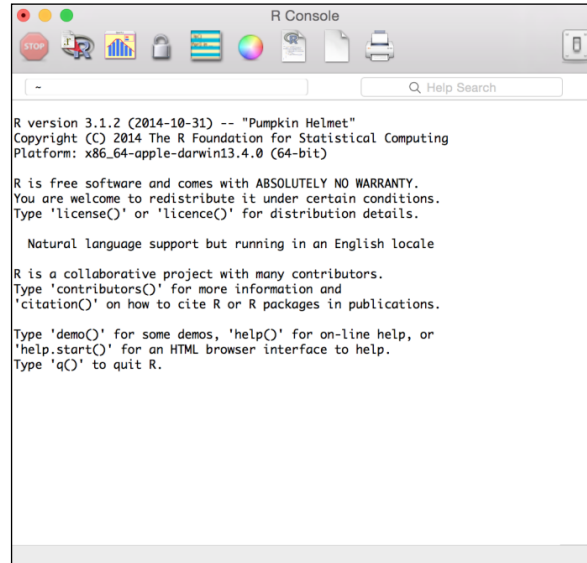 R Console
STOP
R
R
~
Help Search
R version 3.1.2 (2014-10-31) -- "Pumpkin Helmet"
Copyright (C) 2014 The R Foundation for Statistical Computing
Platform: x86_64-apple-darwin13.4.0 (64-bit)
R is free software and comes with ABSOLUTELY NO WARRANTY.
You are welcome to redistribute it under certain conditions.
Type 'license()' or 'licence()' for distribution details.
Natural language support but running in an English locale
R is a collaborative project with many contributors.
Type 'contributors()' for more information and
'citation()' on how to cite R or R packages in publications.
Type 'demo()' for some demos, 'help()' for on-line help, or
'help.start()' for an HTML browser interface to help.
Type 'q()' to quit R.